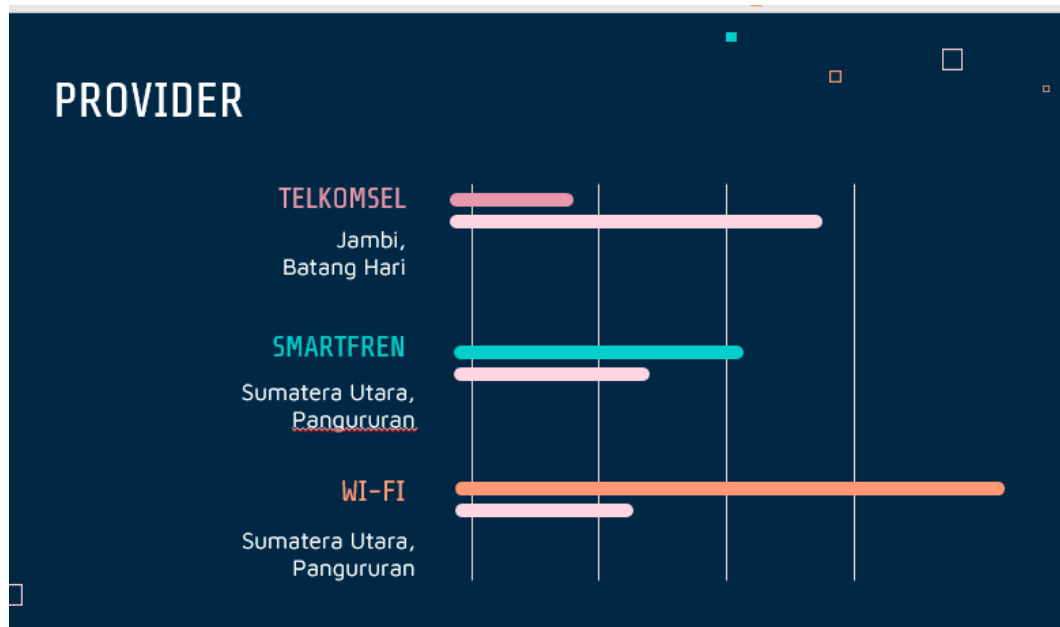 PROVIDER
TELKOMSEL
Jambi,
Batang Hari
SMARTFREN
Sumatera Utara,
Pangururan
WI-FI
Sumatera Utara,
Pangururan